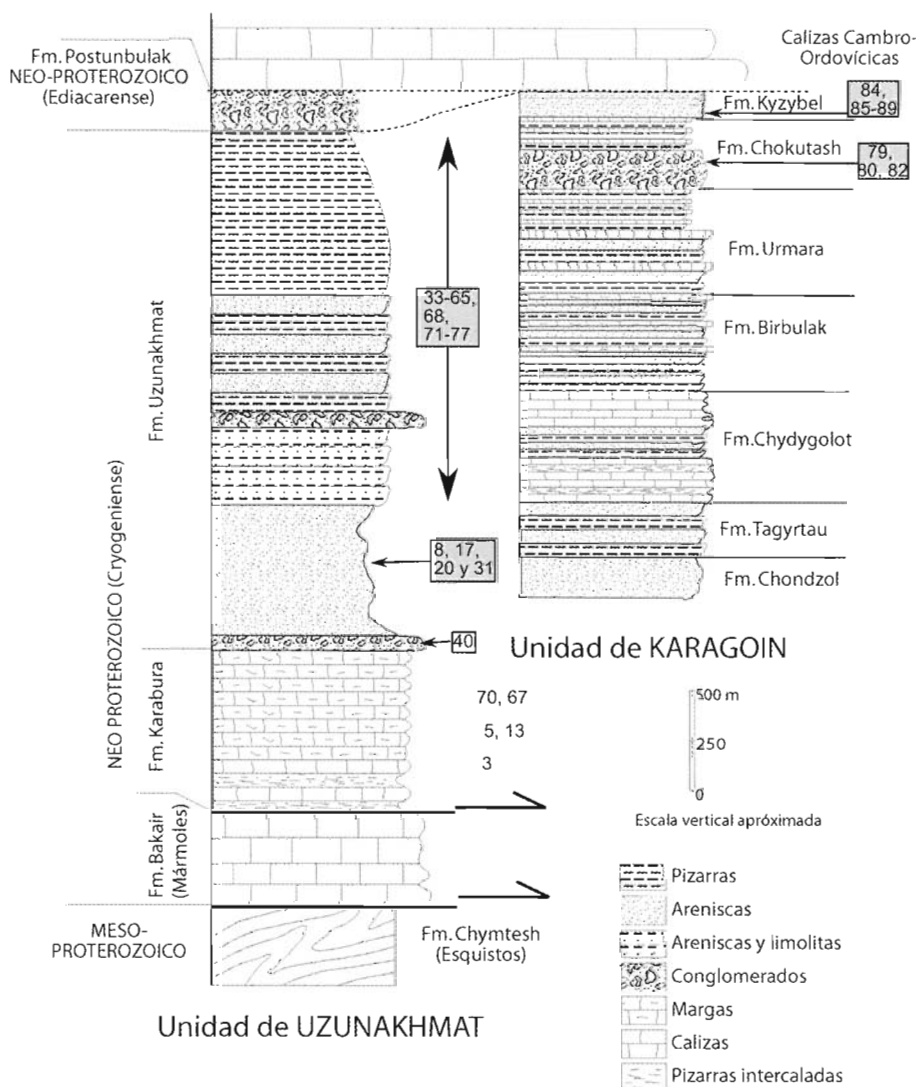 Fm. Postunbulak
NEO-PROTEROZOICO
(Ediacarense)
Calizas Cambro-
Ordovícicas
84,
85-89
Fm. Kyzybel
Fm. Chokutash
79,
80, 82
Fm. Urmara
Fm. Birbulak
Fm. Chydygolot
Fm. Tagyrtau
Fm. Chondzol
33-65,
68,
71-77
Fm. Uzunakhmat
8, 17,
20 y 31
40
NEO PROTEROZOICO (Cryogeniense)
Fm. Karabura
Unidad de KARAGOIN
70, 67
5, 13
3
500 m
250
0
Escala vertical apróximada
Fm. Bakair
(Mármoles)
MESO-
PROTEROZOICO
Fm. Chymtesh
(Esquistos)
Unidad de UZUNAKHMAT
Pizarras
Areniscas
Areniscas y limolitas
Conglomerados
Margas
Calizas
Pizarras intercaladas